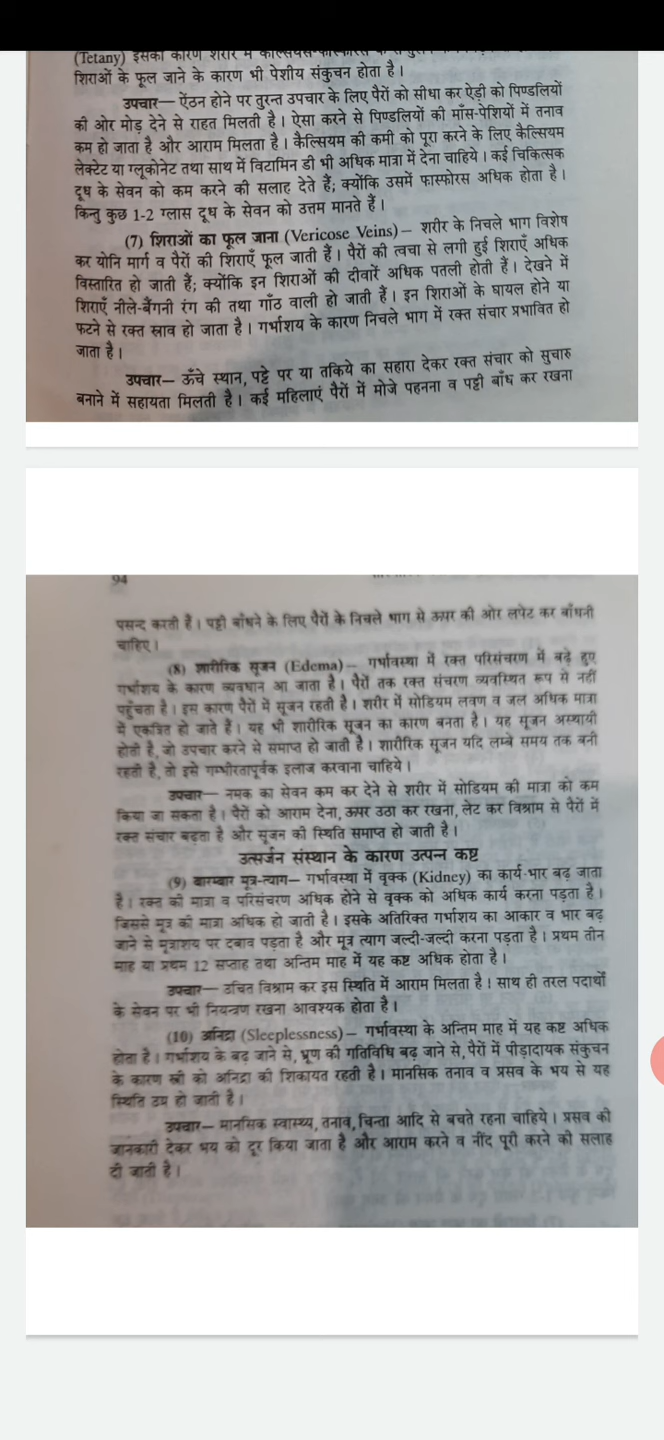 (Tetany) इसका कारण शरीर में
शिराओं के फूल जाने के कारण भी पेशीय संकुचन होता है।
उपचार— ऐंठन होने पर तुरन्त उपचार के लिए पैरों को सीधा कर ऐड़ी को पिण्डलियों
की ओर मोड़ देने से राहत मिलती है। ऐसा करने से पिण्डलियों की माँस-पेशियों में तनाव
कम हो जाता है और आराम मिलता है। कैल्सियम की कमी को पूरा करने के लिए कैल्सियम
लेक्टेट या ग्लूकोनेट तथा साथ में विटामिन डी भी अधिक मात्रा में देना चाहिये। कई चिकित्सक
दूध के सेवन को कम करने की सलाह देते हैं; क्योंकि उसमें फास्फोरस अधिक होता है।
किन्तु कुछ 1-2 ग्लास दूध के सेवन को उत्तम मानते हैं।
(7) शिराओं का फूल जाना (Vericose Veins)— शरीर के निचले भाग विशेष
कर योनि मार्ग व पैरों की शिराएँ फूल जाती हैं। पैरों की त्वचा से लगी हुई शिराएँ अधिक
विस्तारित हो जाती हैं; क्योंकि इन शिराओं की दीवारें अधिक पतली होती हैं। देखने में
शिराएँ नीले-बैंगनी रंग की तथा गाँठ वाली हो जाती हैं। इन शिराओं के घायल होने या
फटने से रक्त स्राव हो जाता है। गर्भाशय के कारण निचले भाग में रक्त संचार प्रभावित हो
जाता है।
उपचार— ऊँचे स्थान, पट्टे पर या तकिये का सहारा देकर रक्त संचार को सुचारु
बनाने में सहायता मिलती है। कई महिलाएं पैरों में मोजे पहनना व पट्टी बाँध कर रखना
94
पसन्द करती हैं। पट्टी बाँधने के लिए पैरों के निचले भाग से ऊपर की ओर लपेट कर बाँधनी
चाहिए।
(8) शारीरिक सूजन (Edema)— गर्भावस्था में रक्त परिसंचरण में बढ़े हुए
गर्भाशय के कारण व्यवधान आ जाता है। पैरों तक रक्त संचरण व्यवस्थित रूप से नहीं
पहुँचता है। इस कारण पैरों में सूजन रहती है। शरीर में सोडियम लवण व जल अधिक मात्रा
में एकत्रित हो जाते हैं। यह भी शारीरिक सूजन का कारण बनता है। यह सूजन अस्थायी
होती है, जो उपचार करने से समाप्त हो जाती है। शारीरिक सूजन यदि लम्बे समय तक बनी
रहती है, तो इसे गम्भीरतापूर्वक इलाज करवाना चाहिये।
उपचार— नमक का सेवन कम कर देने से शरीर में सोडियम की मात्रा को कम
किया जा सकता है। पैरों को आराम देना, ऊपर उठा कर रखना, लेट कर विश्राम से पैरों में
रक्त संचार बढ़ता है और सूजन की स्थिति समाप्त हो जाती है।
उत्सर्जन संस्थान के कारण उत्पन्न कष्ट
(9) बारम्बार मूत्र-त्याग— गर्भावस्था में वृक्क (Kidney) का कार्य-भार बढ़ जाता
है। रक्त की मात्रा व परिसंचरण अधिक होने से वृक्क को अधिक कार्य करना पड़ता है।
जिससे मूत्र की मात्रा अधिक हो जाती है। इसके अतिरिक्त गर्भाशय का आकार व भार बढ़
जाने से मूत्राशय पर दबाव पड़ता है और मूत्र त्याग जल्दी-जल्दी करना पड़ता है। प्रथम तीन
माह या प्रथम 12 सप्ताह तथा अन्तिम माह में यह कष्ट अधिक होता है।
उपचार— उचित विश्राम कर इस स्थिति में आराम मिलता है। साथ ही तरल पदार्थों
के सेवन पर भी नियन्त्रण रखना आवश्यक होता है।
(10) अनिद्रा (Sleeplessness)— गर्भावस्था के अन्तिम माह में यह कष्ट अधिक
होता है। गर्भाशय के बढ़ जाने से, भ्रूण की गतिविधि बढ़ जाने से, पैरों में पीड़ादायक संकुचन
के कारण स्त्री को अनिद्रा की शिकायत रहती है। मानसिक तनाव व प्रसव के भय से यह
स्थिति उग्र हो जाती है।
उपचार— मानसिक स्वास्थ्य, तनाव, चिन्ता आदि से बचते रहना चाहिये। प्रसव की
जानकारी देकर भय को दूर किया जाता है और आराम करने व नींद पूरी करने की सलाह
दी जाती है।